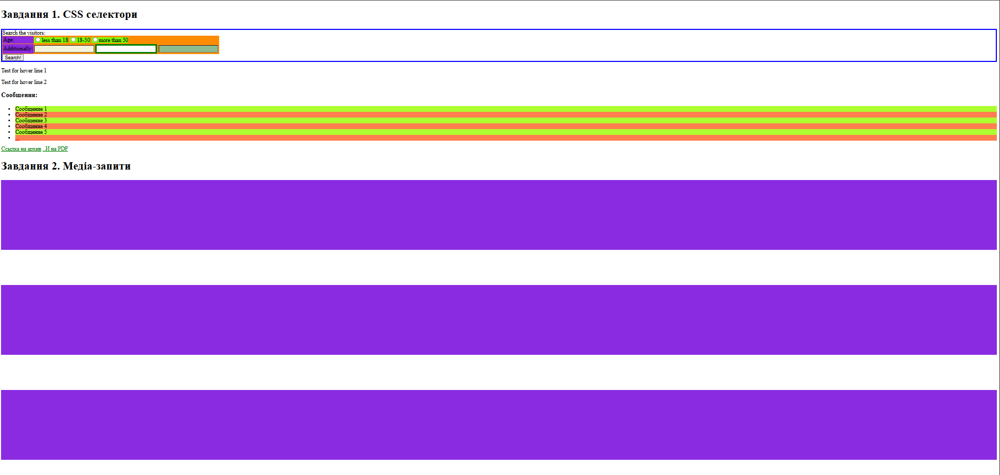 Завдання 1. CSS селектори
Search the visitors:
Age: less than 18 18-50 more than 50
Additionally:
Search!
Test for hover line 1
Test for hover line 2
Сообщения:
Сообщение 1
Сообщение 2
Сообщение 3
Сообщение 4
Сообщение 5
...
Ссылка на архив ..И на PDF
Завдання 2. Медіа-запити